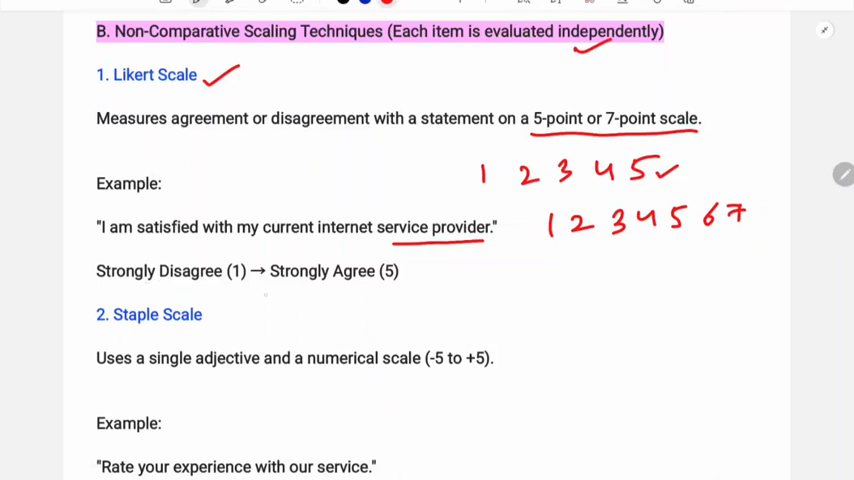 B. Non-Comparative Scaling Techniques (Each item is evaluated independently)
1. Likert Scale
Measures agreement or disagreement with a statement on a 5-point or 7-point scale.
1 2 3 4 5
Example:
1 2 3 4 5 6 7
"I am satisfied with my current internet service provider."
Strongly Disagree (1) → Strongly Agree (5)
2. Staple Scale
Uses a single adjective and a numerical scale (-5 to +5).
Example:
"Rate your experience with our service."